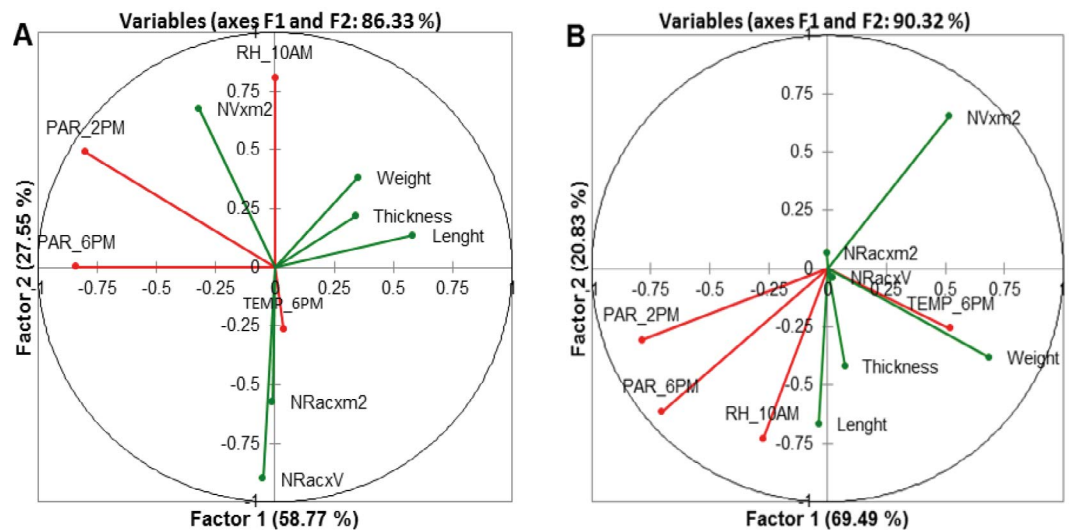 A
Variables (axes F1 and F2: 86.33 %)
1
RH_10AM
0.75
NVxm2
PAR_2PM
0.5
Weight
0.25
Thickness
Lenght
PAR_6PM
0
-1 -0.75 -0.5 -0.25 0 0.25 0.5 0.75 1
TEMP_6PM
-0.25
-0.5
NRacxm2
-0.75
NRacxV
-1
Factor 2 (27.55 %)
Factor 1 (58.77 %)
B
Variables (axes F1 and F2: 90.32 %)
1
0.75
NVxm2
0.5
0.25
NRacxm2
0
NRacxV
-1 -0.75 -0.5 -0.25 0 0.25 0.5 0.75 1
TEMP_6PM
PAR_2PM
-0.25
Weight
Thickness
PAR_6PM
-0.5
RH_10AM
Lenght
-0.75
-1
Factor 2 (20.83 %)
Factor 1 (69.49 %)